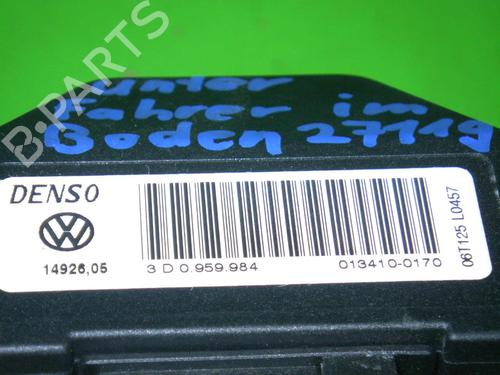 unter
Fahrer im
Boden 27119
B-PARTS
DENSO
14926,05
3 D 0.959.984
013410-0170
06T125 L0457